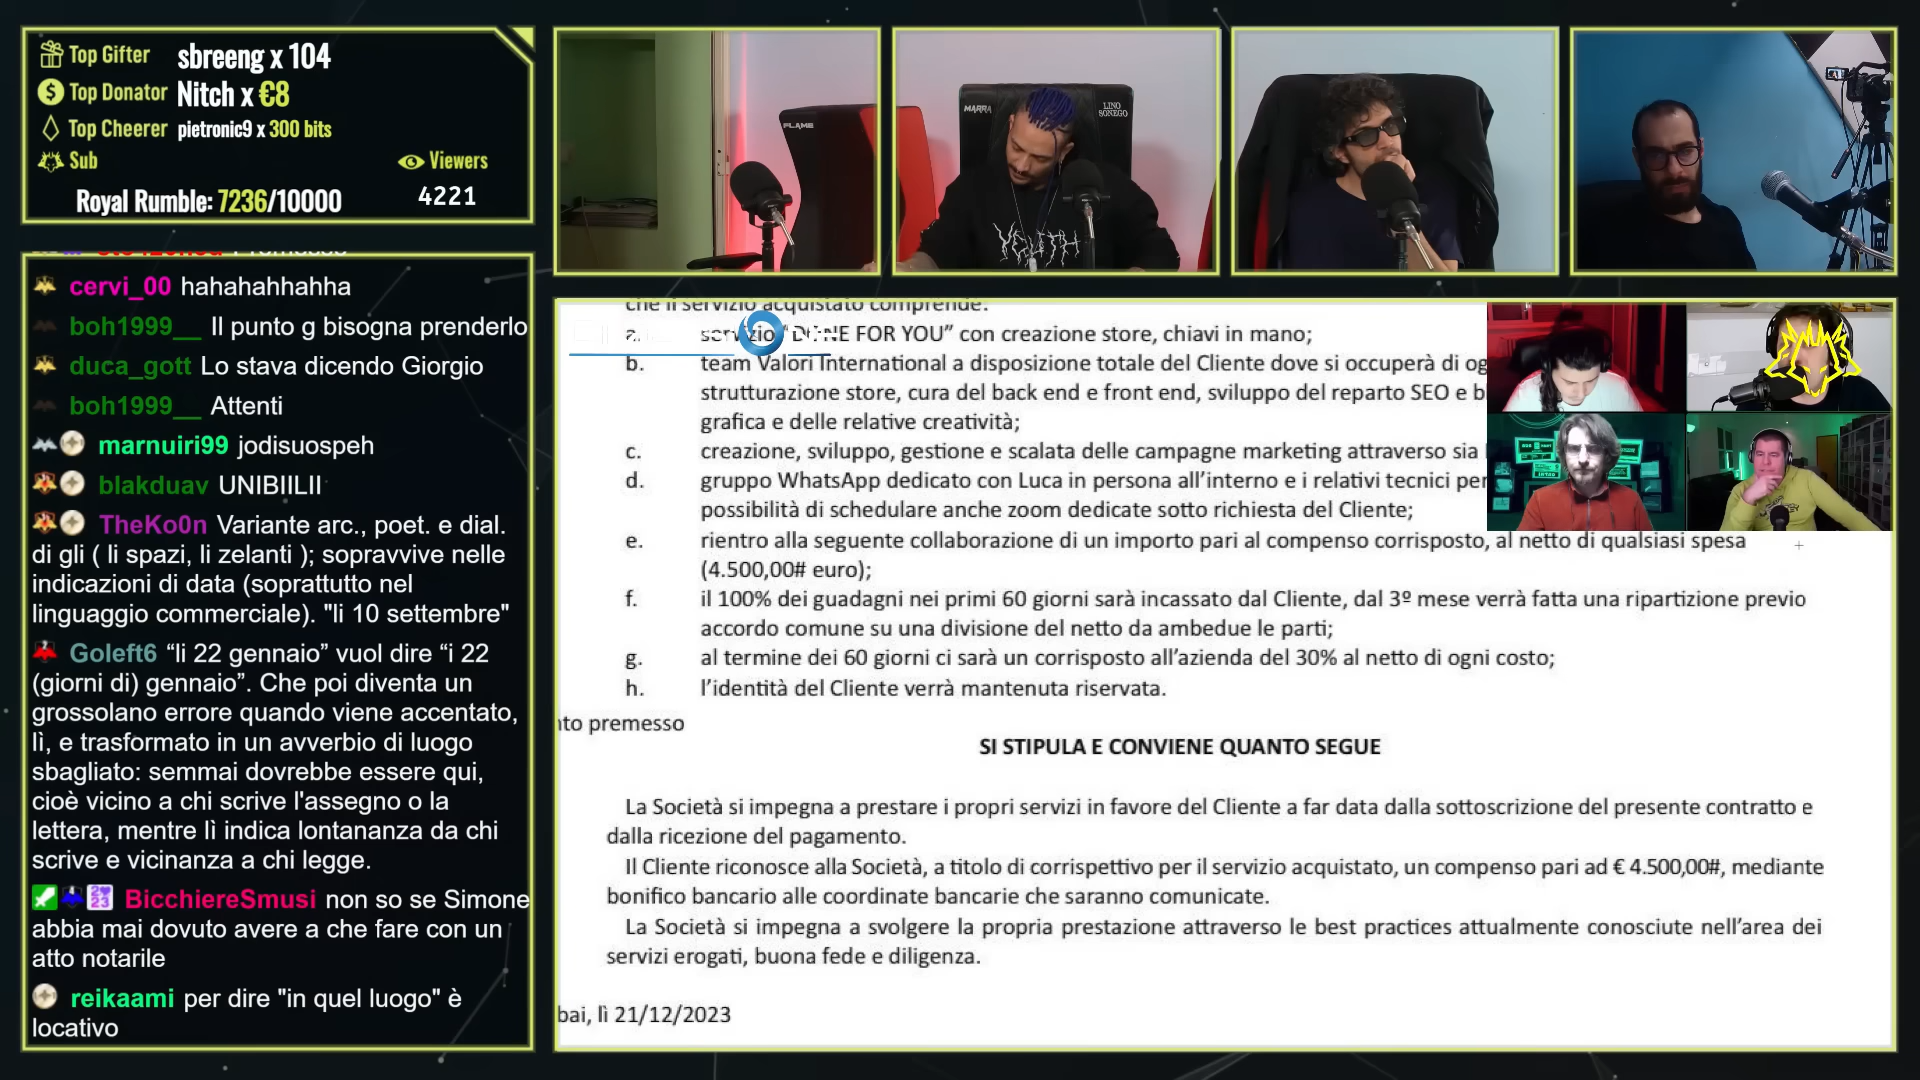 Top Gifter sbreeng x 104
Top Donator Nitch x €8
Top Cheerer pietronic9 x 300 bits
Sub
Viewers
Royal Rumble: 7236/10000
4221
cervi_00 hahahahhahha
boh1999__ Il punto g bisogna prenderlo
duca_gott Lo stava dicendo Giorgio
boh1999__ Attenti
marnuiri99 jodisuospeh
blakduav UNIBIILII
TheKo0n Variante arc., poet. e dial.
di gli ( li spazi, li zelanti ); sopravvive nelle
indicazioni di data (soprattutto nel
linguaggio commerciale). "li 10 settembre"
Goleft6 “li 22 gennaio” vuol dire “i 22
(giorni di) gennaio”. Che poi diventa un
grossolano errore quando viene accentato,
lì, e trasformato in un avverbio di luogo
sbagliato: semmai dovrebbe essere qui,
cioè vicino a chi scrive l'assegno o la
lettera, mentre lì indica lontananza da chi
scrive e vicinanza a chi legge.
BicchiereSmusi non so se Simone
abbia mai dovuto avere a che fare con un
atto notarile
reikaami per dire "in quel luogo" è
locativo
FLAME
MARRA
LINO
SONEGO
YOUTH
che il servizio acquistato comprende:
a. servizio “DONE FOR YOU” con creazione store, chiavi in mano;
b. team Valori International a disposizione totale del Cliente dove si occuperà di og
strutturazione store, cura del back end e front end, sviluppo del reparto SEO e b
grafica e delle relative creatività;
c. creazione, sviluppo, gestione e scalata delle campagne marketing attraverso sia
d. gruppo WhatsApp dedicato con Luca in persona all’interno e i relativi tecnici per
possibilità di schedulare anche zoom dedicate sotto richiesta del Cliente;
e. rientro alla seguente collaborazione di un importo pari al compenso corrisposto, al netto di qualsiasi spesa
(4.500,00# euro);
f. il 100% dei guadagni nei primi 60 giorni sarà incassato dal Cliente, dal 3º mese verrà fatta una ripartizione previo
accordo comune su una divisione del netto da ambedue le parti;
g. al termine dei 60 giorni ci sarà un corrisposto all’azienda del 30% al netto di ogni costo;
h. l’identità del Cliente verrà mantenuta riservata.
nto premesso
SI STIPULA E CONVIENE QUANTO SEGUE
La Società si impegna a prestare i propri servizi in favore del Cliente a far data dalla sottoscrizione del presente contratto e
dalla ricezione del pagamento.
Il Cliente riconosce alla Società, a titolo di corrispettivo per il servizio acquistato, un compenso pari ad € 4.500,00#, mediante
bonifico bancario alle coordinate bancarie che saranno comunicate.
La Società si impegna a svolgere la propria prestazione attraverso le best practices attualmente conosciute nell’area dei
servizi erogati, buona fede e diligenza.
bai, lì 21/12/2023